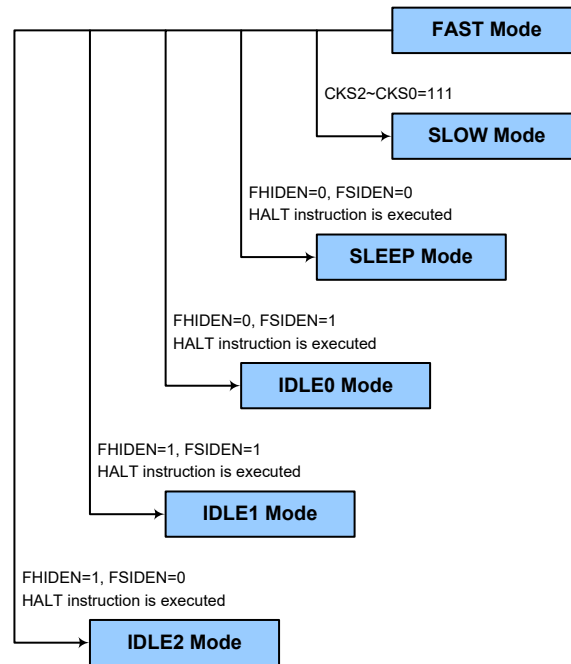 FAST Mode
CKS2~CKS0=111
SLOW Mode
FHIDEN=0, FSIDEN=0
HALT instruction is executed
SLEEP Mode
FHIDEN=0, FSIDEN=1
HALT instruction is executed
IDLE0 Mode
FHIDEN=1, FSIDEN=1
HALT instruction is executed
IDLE1 Mode
FHIDEN=1, FSIDEN=0
HALT instruction is executed
IDLE2 Mode